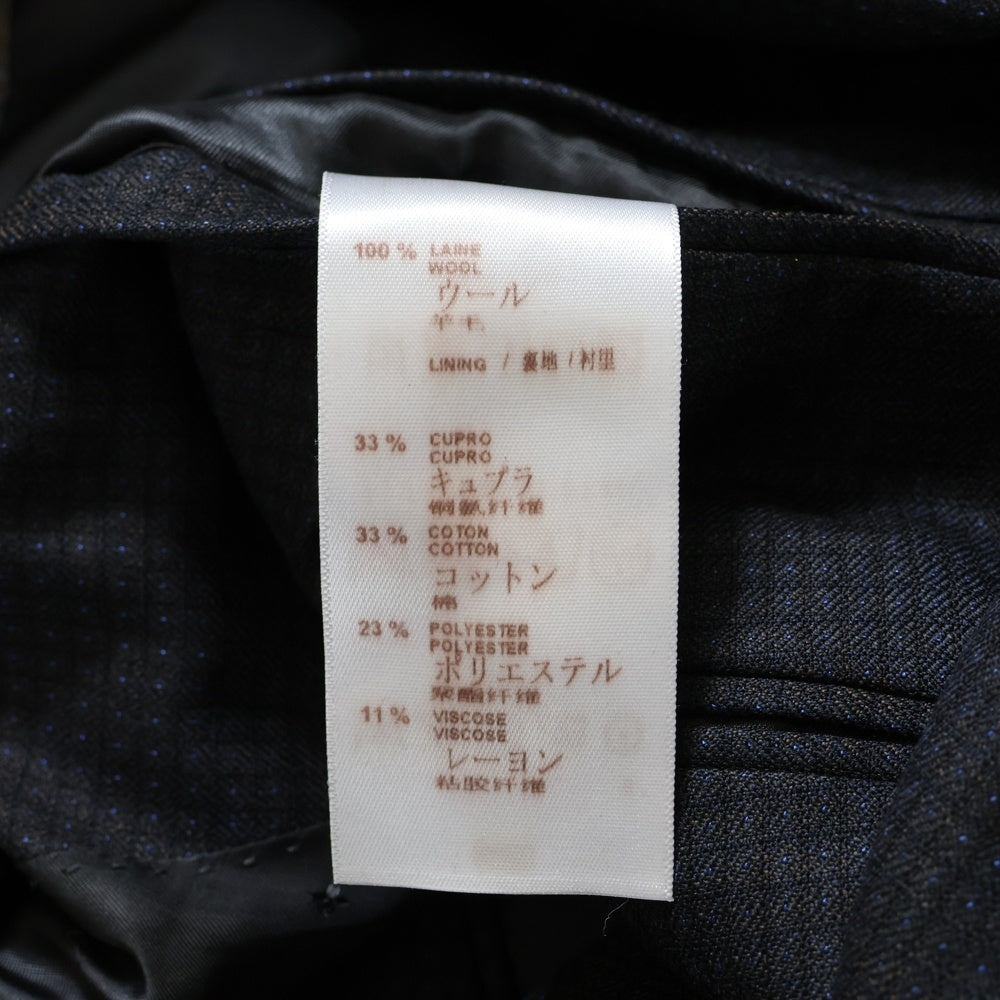 100 % LAINE
WOOL
ウール
羊毛
LINING / 裏地 / 衬里
33 % CUPRO
CUPRO
キュプラ
铜氨纤维
33 % COTON
COTTON
コットン
棉
23 % POLYESTER
POLYESTER
ポリエステル
聚酯纤维
11 % VISCOSE
VISCOSE
レーヨン
粘胶纤维